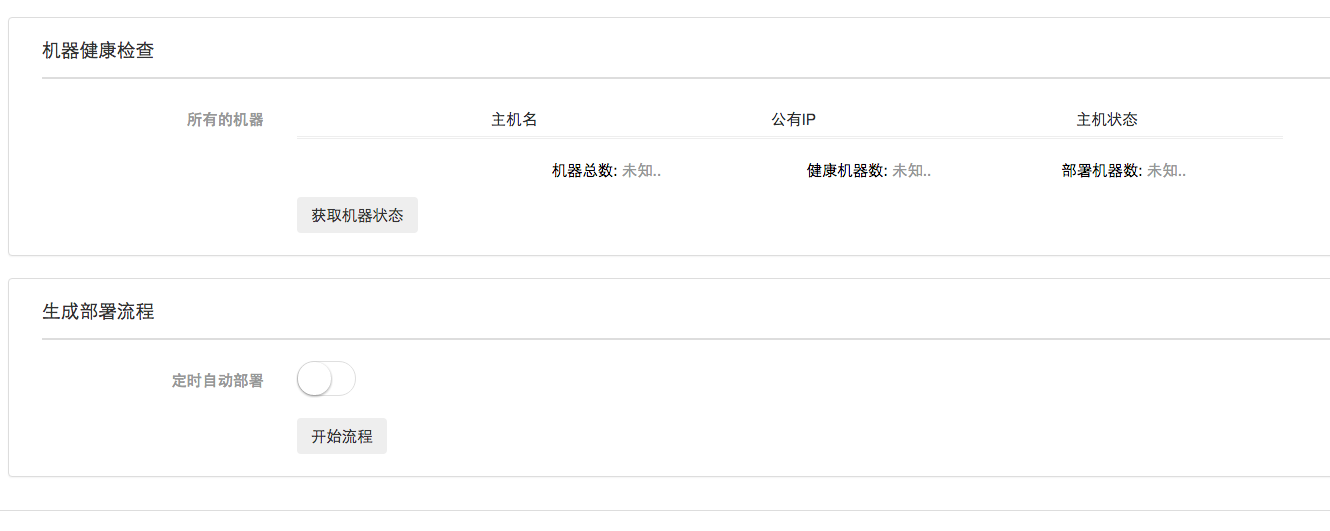 机器健康检查
所有的机器 主机名 公有IP 主机状态
机器总数: 未知.. 健康机器数: 未知.. 部署机器数: 未知..
获取机器状态
生成部署流程
定时自动部署
开始流程